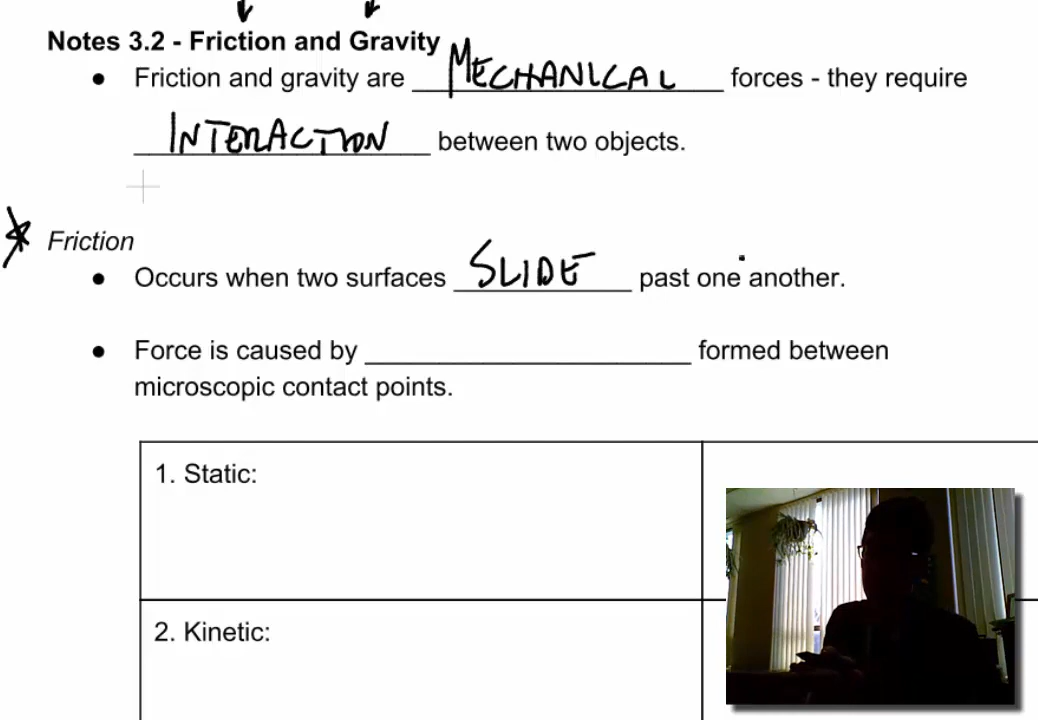 Notes 3.2 - Friction and Gravity
● Friction and gravity are MECHANICAL forces - they require
INTERACTION between two objects.
Friction
● Occurs when two surfaces SLIDE past one another.
● Force is caused by ____________________ formed between
microscopic contact points.
1. Static:
2. Kinetic: